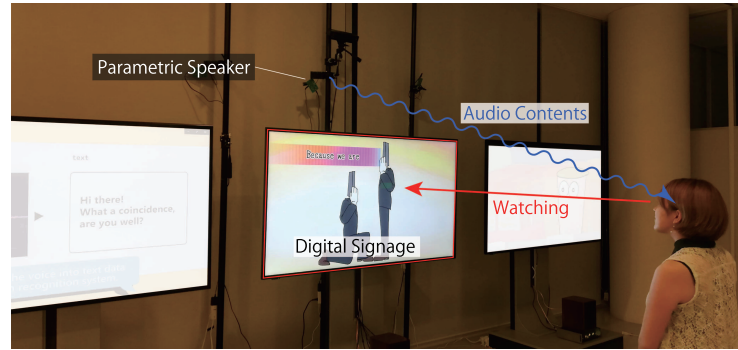 Parametric Speaker
Audio Contents
Because we are
text
Hi there!
What a coincidence,
are you well?
Watching
Digital Signage